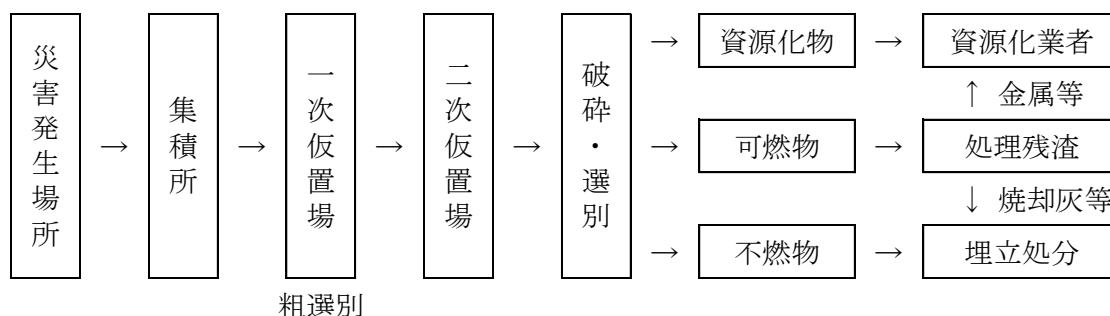 災害発生場所
→
集積所
→
一次仮置場
→
二次仮置場
→
破砕・選別
→ 資源化物 → 資源化業者
↑ 金属等
→ 可燃物 → 処理残渣
↓ 焼却灰等
→ 不燃物 → 埋立処分
粗選別